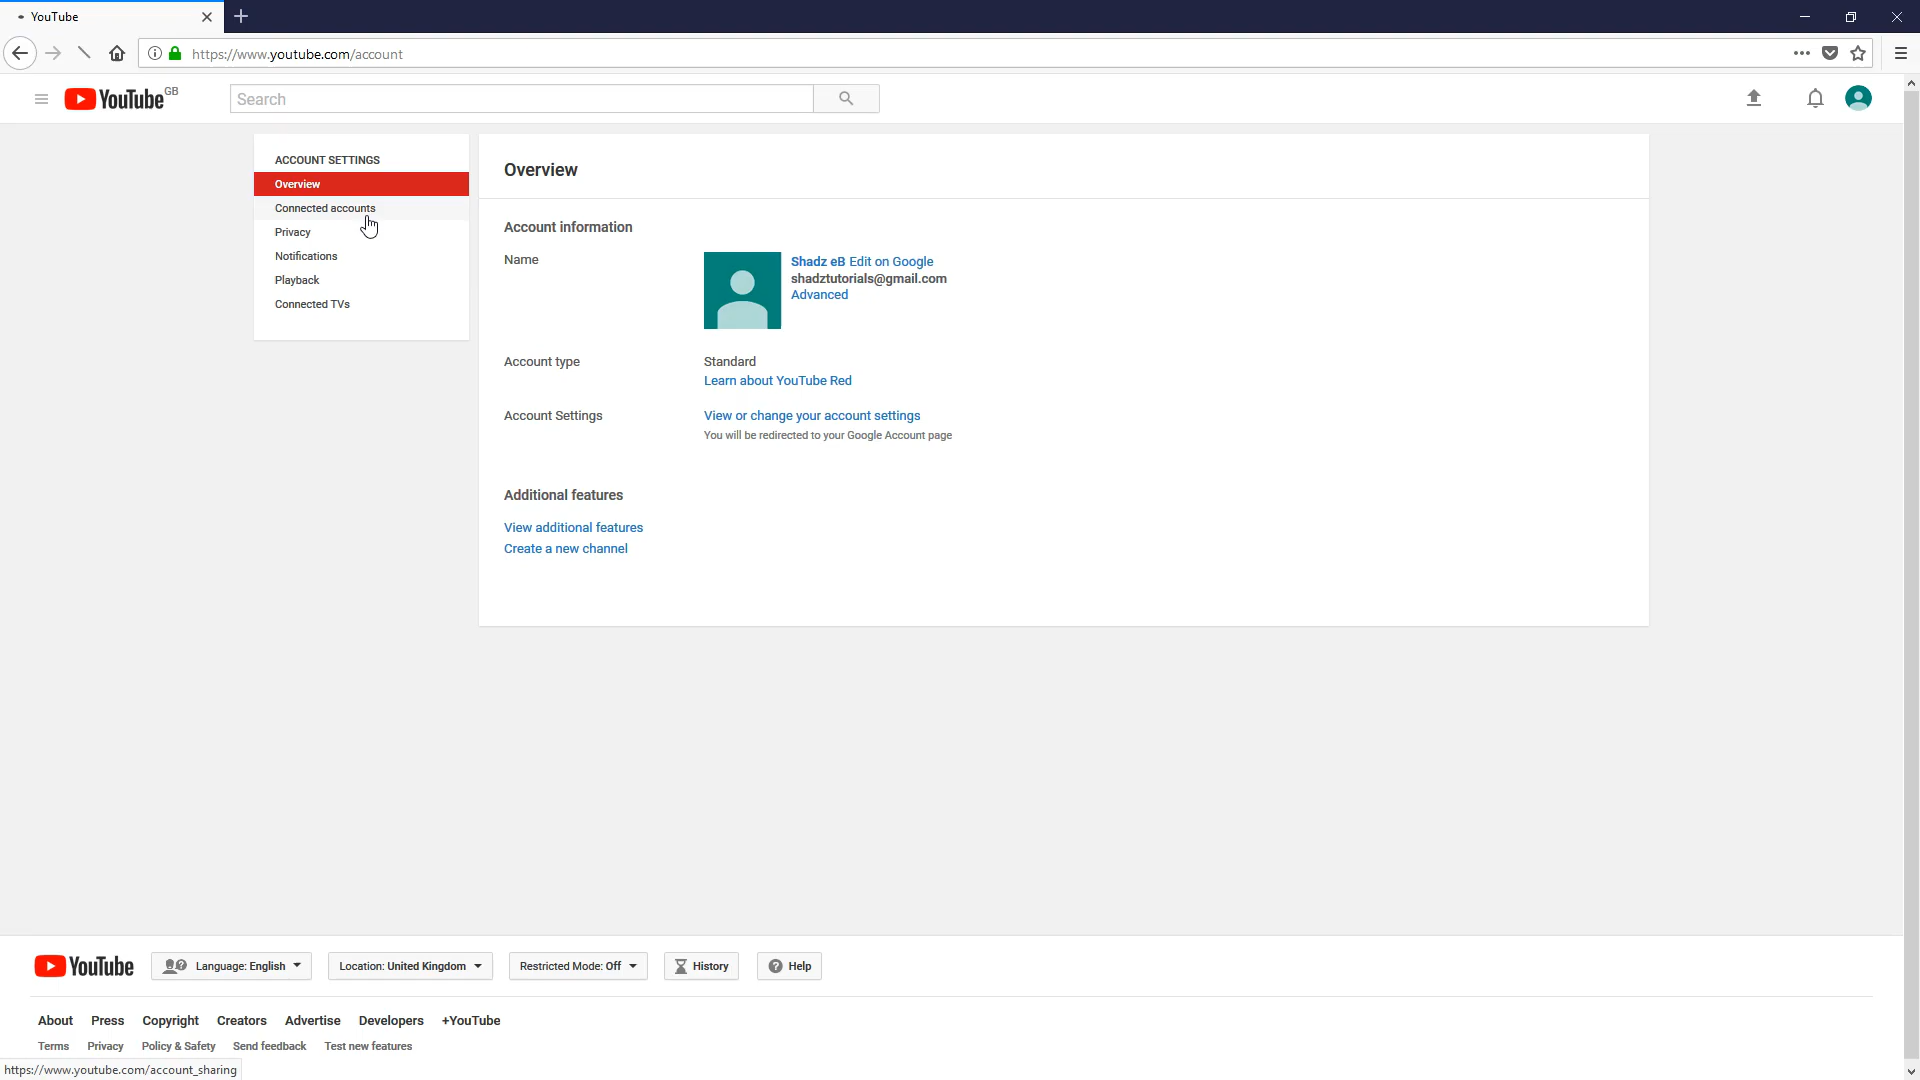 YouTube
https://www.youtube.com/account
YouTube GB
Search
ACCOUNT SETTINGS
Overview
Connected accounts
Privacy
Notifications
Playback
Connected TVs
Overview
Account information
Name
Shadz eB Edit on Google
shadztutorials@gmail.com
Advanced
Account type
Standard
Learn about YouTube Red
Account Settings
View or change your account settings
You will be redirected to your Google Account page
Additional features
View additional features
Create a new channel
YouTube
Language: English
Location: United Kingdom
Restricted Mode: Off
History
Help
About Press Copyright Creators Advertise Developers +YouTube
Terms Privacy Policy & Safety Send feedback Test new features
https://www.youtube.com/account_sharing